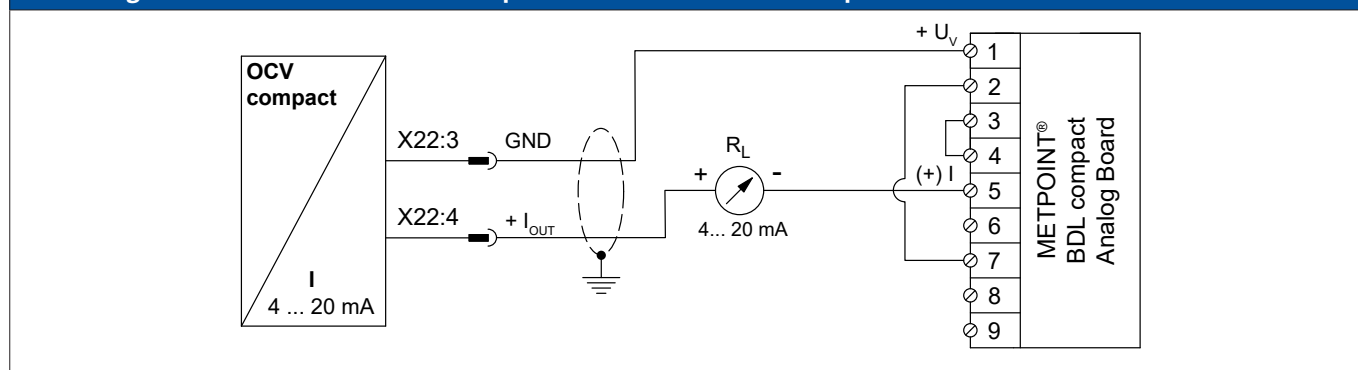 OCV
compact
I
4 ... 20 mA
X22:3
GND
X22:4
+ I_OUT
R_L
+
-
4... 20 mA
+ U_V
(+) I
1
2
3
4
5
6
7
8
9
METPOINT®
BDL compact
Analog Board